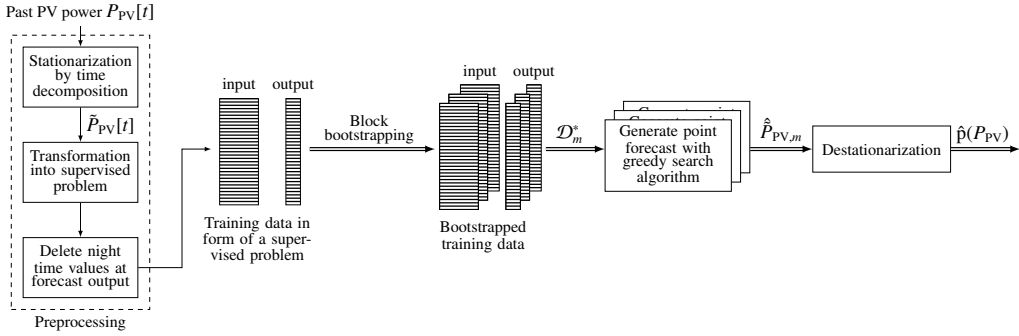 Past PV power P_PV[t]
Stationarization
by time
decomposition
P̃_PV[t]
Transformation
into supervised
problem
Delete night
time values at
forecast output
Preprocessing
input output
Training data in
form of a super-
vised problem
Block
bootstrapping
input output
Bootstrapped
training data
𝒟*_m
Generate point
forecast with
greedy search
algorithm
P̃̂_PV,m
Destationarization
p̂(P_PV)